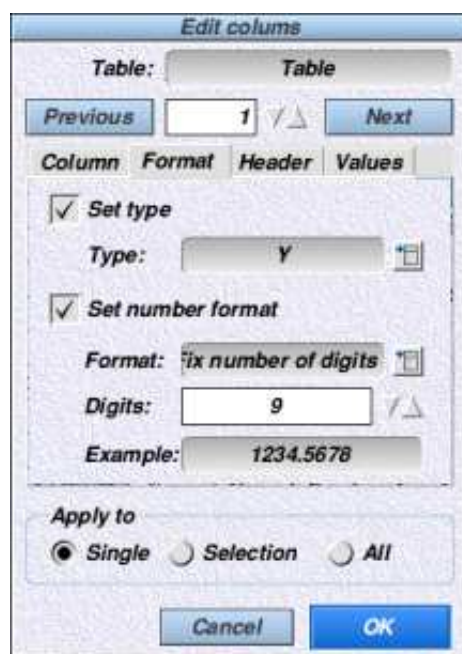 Edit colums
Table: Table
Previous 1 Next
Column Format Header Values
Set type
Type: Y
Set number format
Format: Fix number of digits
Digits: 9
Example: 1234.5678
Apply to
Single Selection All
Cancel OK